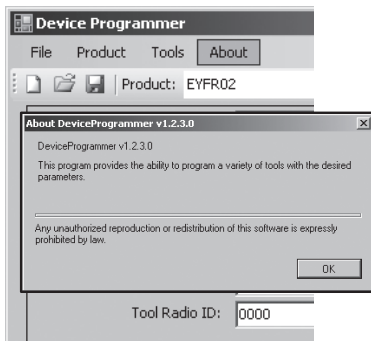 Device Programmer
File Product Tools About
Product: EYFR02
About DeviceProgrammer v1.2.3.0
DeviceProgrammer v1.2.3.0
This program provides the ability to program a variety of tools with the desired
parameters.
Any unauthorized reproduction or redistribution of this software is expressly
prohibited by law.
OK
Tool Radio ID: 0000